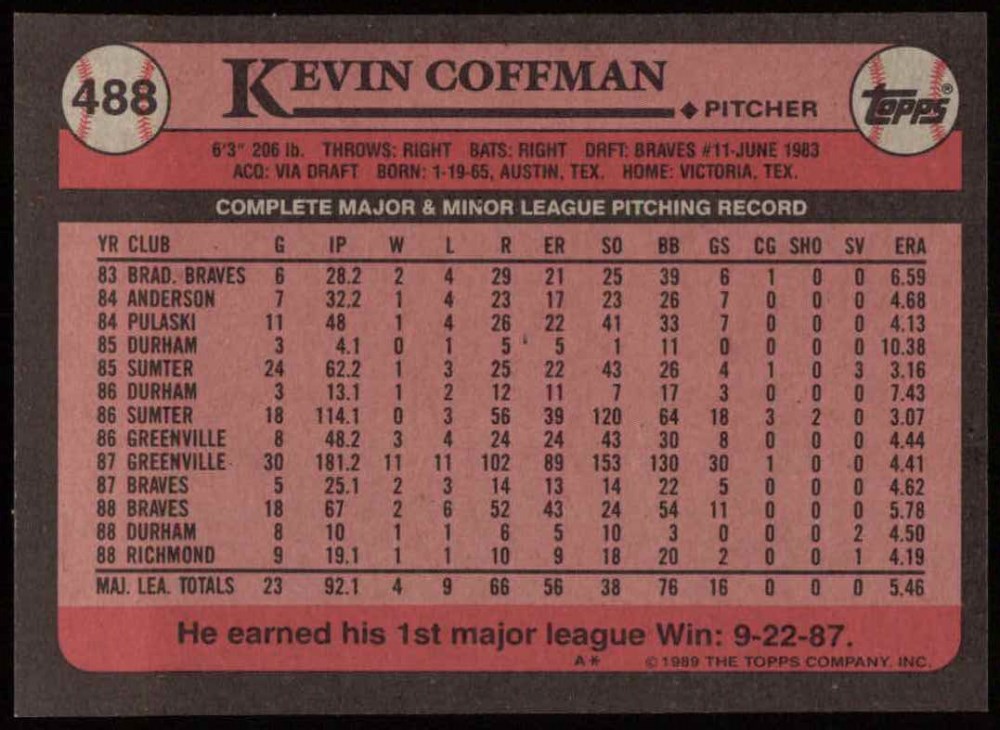 488
KEVIN COFFMAN
◆ PITCHER
Topps®
6'3" 206 lb. THROWS: RIGHT BATS: RIGHT DRFT: BRAVES #11-JUNE 1983
ACQ: VIA DRAFT BORN: 1-19-65, AUSTIN, TEX. HOME: VICTORIA, TEX.
COMPLETE MAJOR & MINOR LEAGUE PITCHING RECORD
YR CLUB G IP W L R ER SO BB GS CG SHO SV ERA
83 BRAD. BRAVES 6 28.2 2 4 29 21 25 39 6 1 0 0 6.59
84 ANDERSON 7 32.2 1 4 23 17 23 26 7 0 0 0 4.68
84 PULASKI 11 48 1 4 26 22 41 33 7 0 0 0 4.13
85 DURHAM 3 4.1 0 1 5 5 1 11 0 0 0 0 10.38
85 SUMTER 24 62.2 1 3 25 22 43 26 4 1 0 3 3.16
86 DURHAM 3 13.1 1 2 12 11 7 17 3 0 0 0 7.43
86 SUMTER 18 114.1 0 3 56 39 120 64 18 3 2 0 3.07
86 GREENVILLE 8 48.2 3 4 24 24 43 30 8 0 0 0 4.44
87 GREENVILLE 30 181.2 11 11 102 89 153 130 30 1 0 0 4.41
87 BRAVES 5 25.1 2 3 14 13 14 22 5 0 0 0 4.62
88 BRAVES 18 67 2 6 52 43 24 54 11 0 0 0 5.78
88 DURHAM 8 10 1 1 6 5 10 3 0 0 0 2 4.50
88 RICHMOND 9 19.1 1 1 10 9 18 20 2 0 0 1 4.19
MAJ. LEA. TOTALS 23 92.1 4 9 66 56 38 76 16 0 0 0 5.46
He earned his 1st major league Win: 9-22-87.
A* © 1989 THE TOPPS COMPANY, INC.